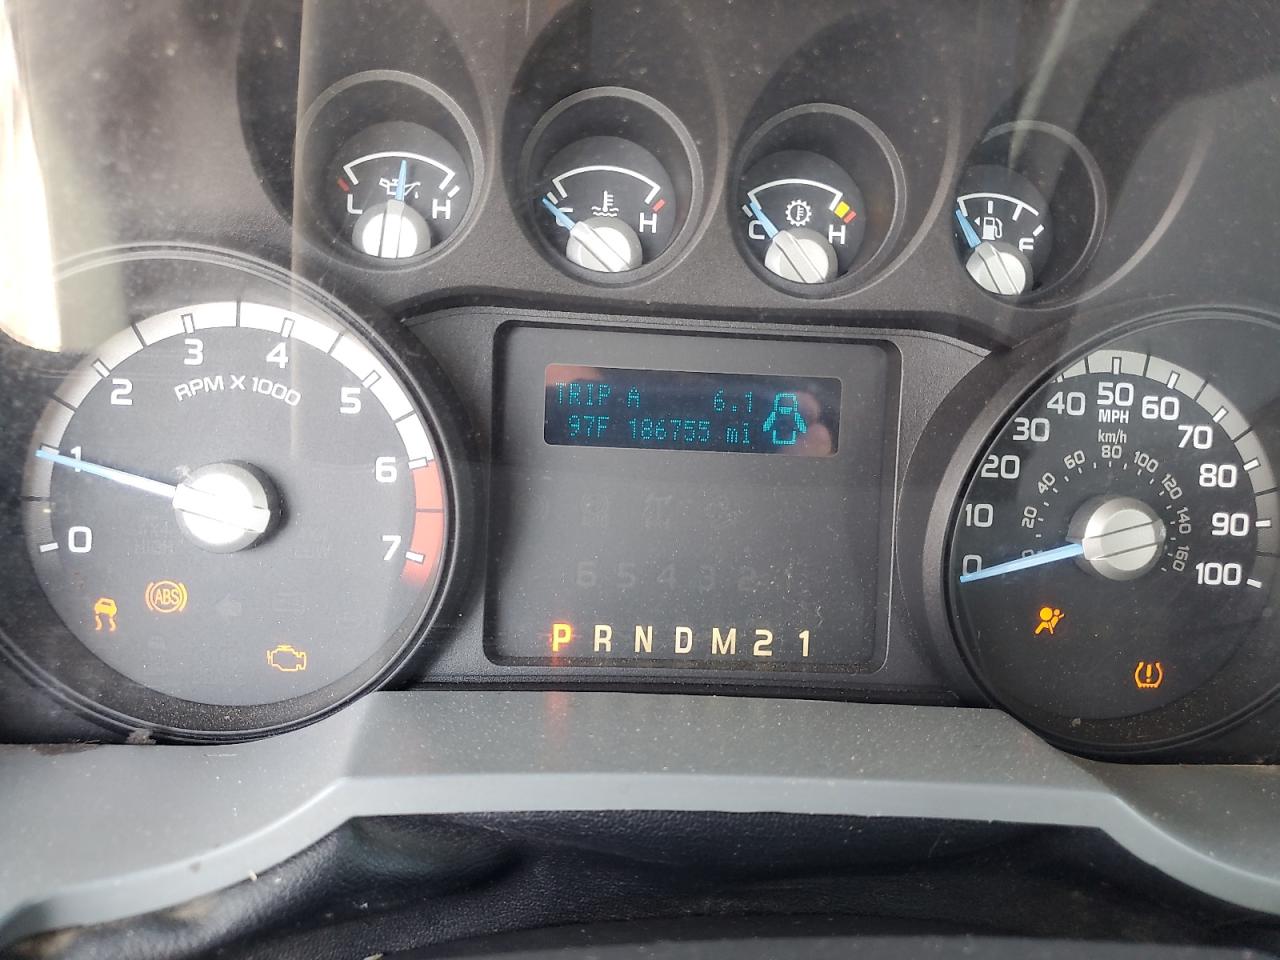 L H
C H
C H
F
0 1 2 3 4 5 6 7
RPM X 1000
ABS
TRIP A 6.1
97F 186755 mi
P R N D M 2 1
0 10 20 30 40 50 60 70 80 90 100
MPH
km/h
20 40 60 80 100 120 140 160